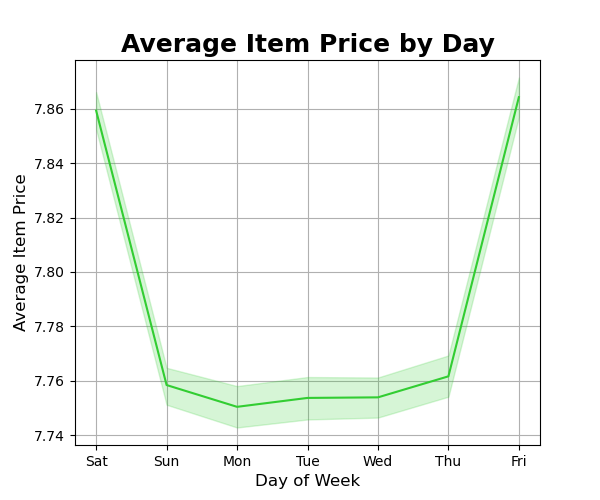 Average Item Price by Day
Average Item Price
7.86
7.84
7.82
7.80
7.78
7.76
7.74
Sat Sun Mon Tue Wed Thu Fri
Day of Week